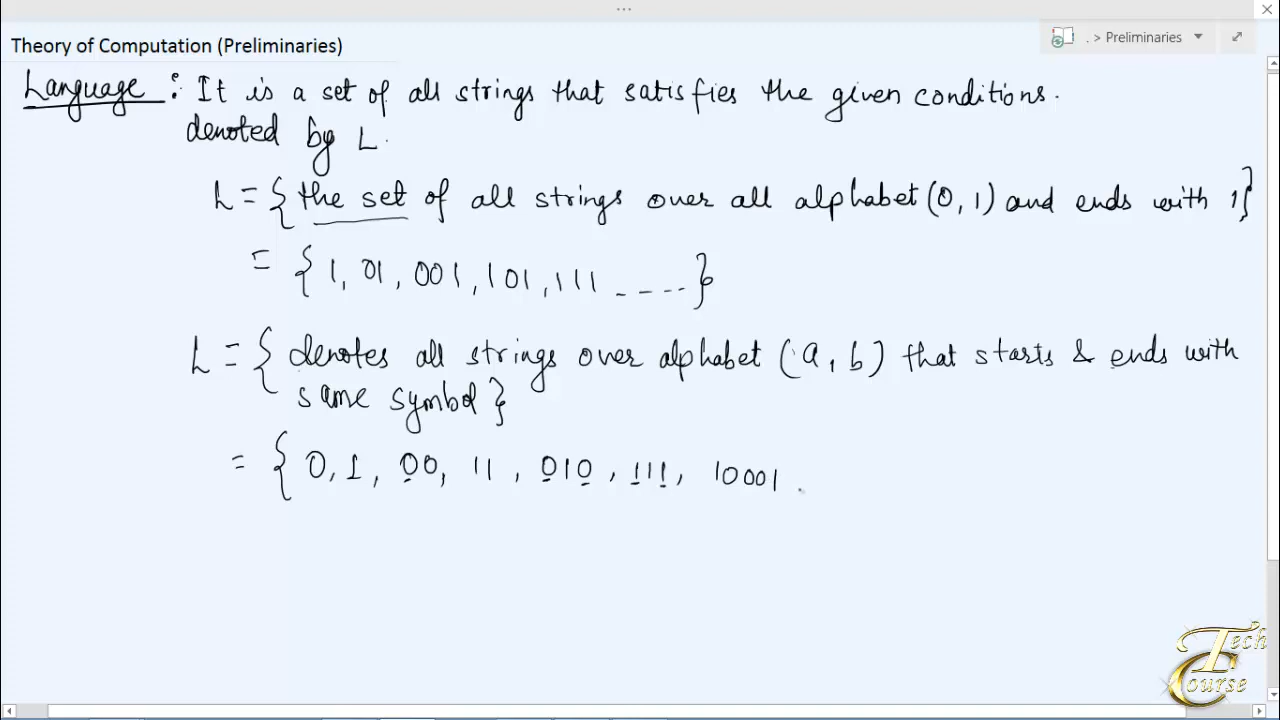 Theory of Computation (Preliminaries)
. > Preliminaries
Language : It is a set of all strings that satisfies the given conditions.
denoted by L.
L = { the set of all strings over all alphabet (0, 1) and ends with 1}
= { 1, 01, 001, 101, 111 ----- }
L = { denotes all strings over alphabet (a, b) that starts & ends with
same symbol }
= { 0, 1, 00, 11, 010, 111, 10001 .
Tech
Course